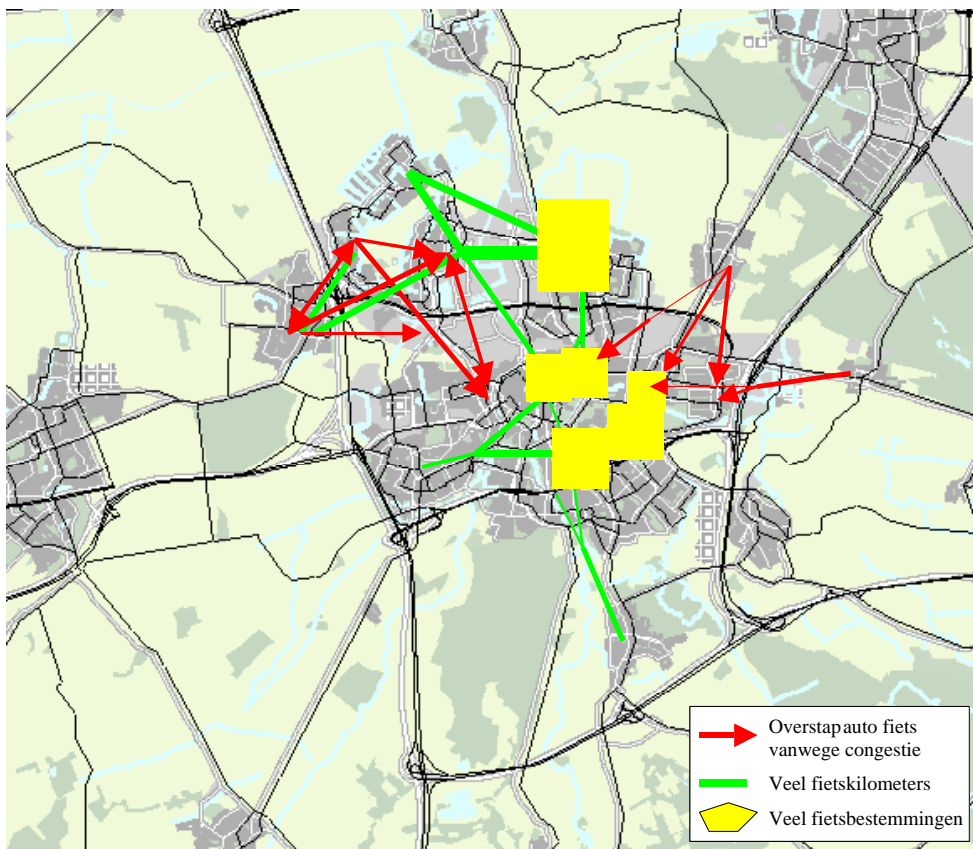 Overstap auto fiets
vanwege congestie
Veel fietskilometers
Veel fietsbestemmingen